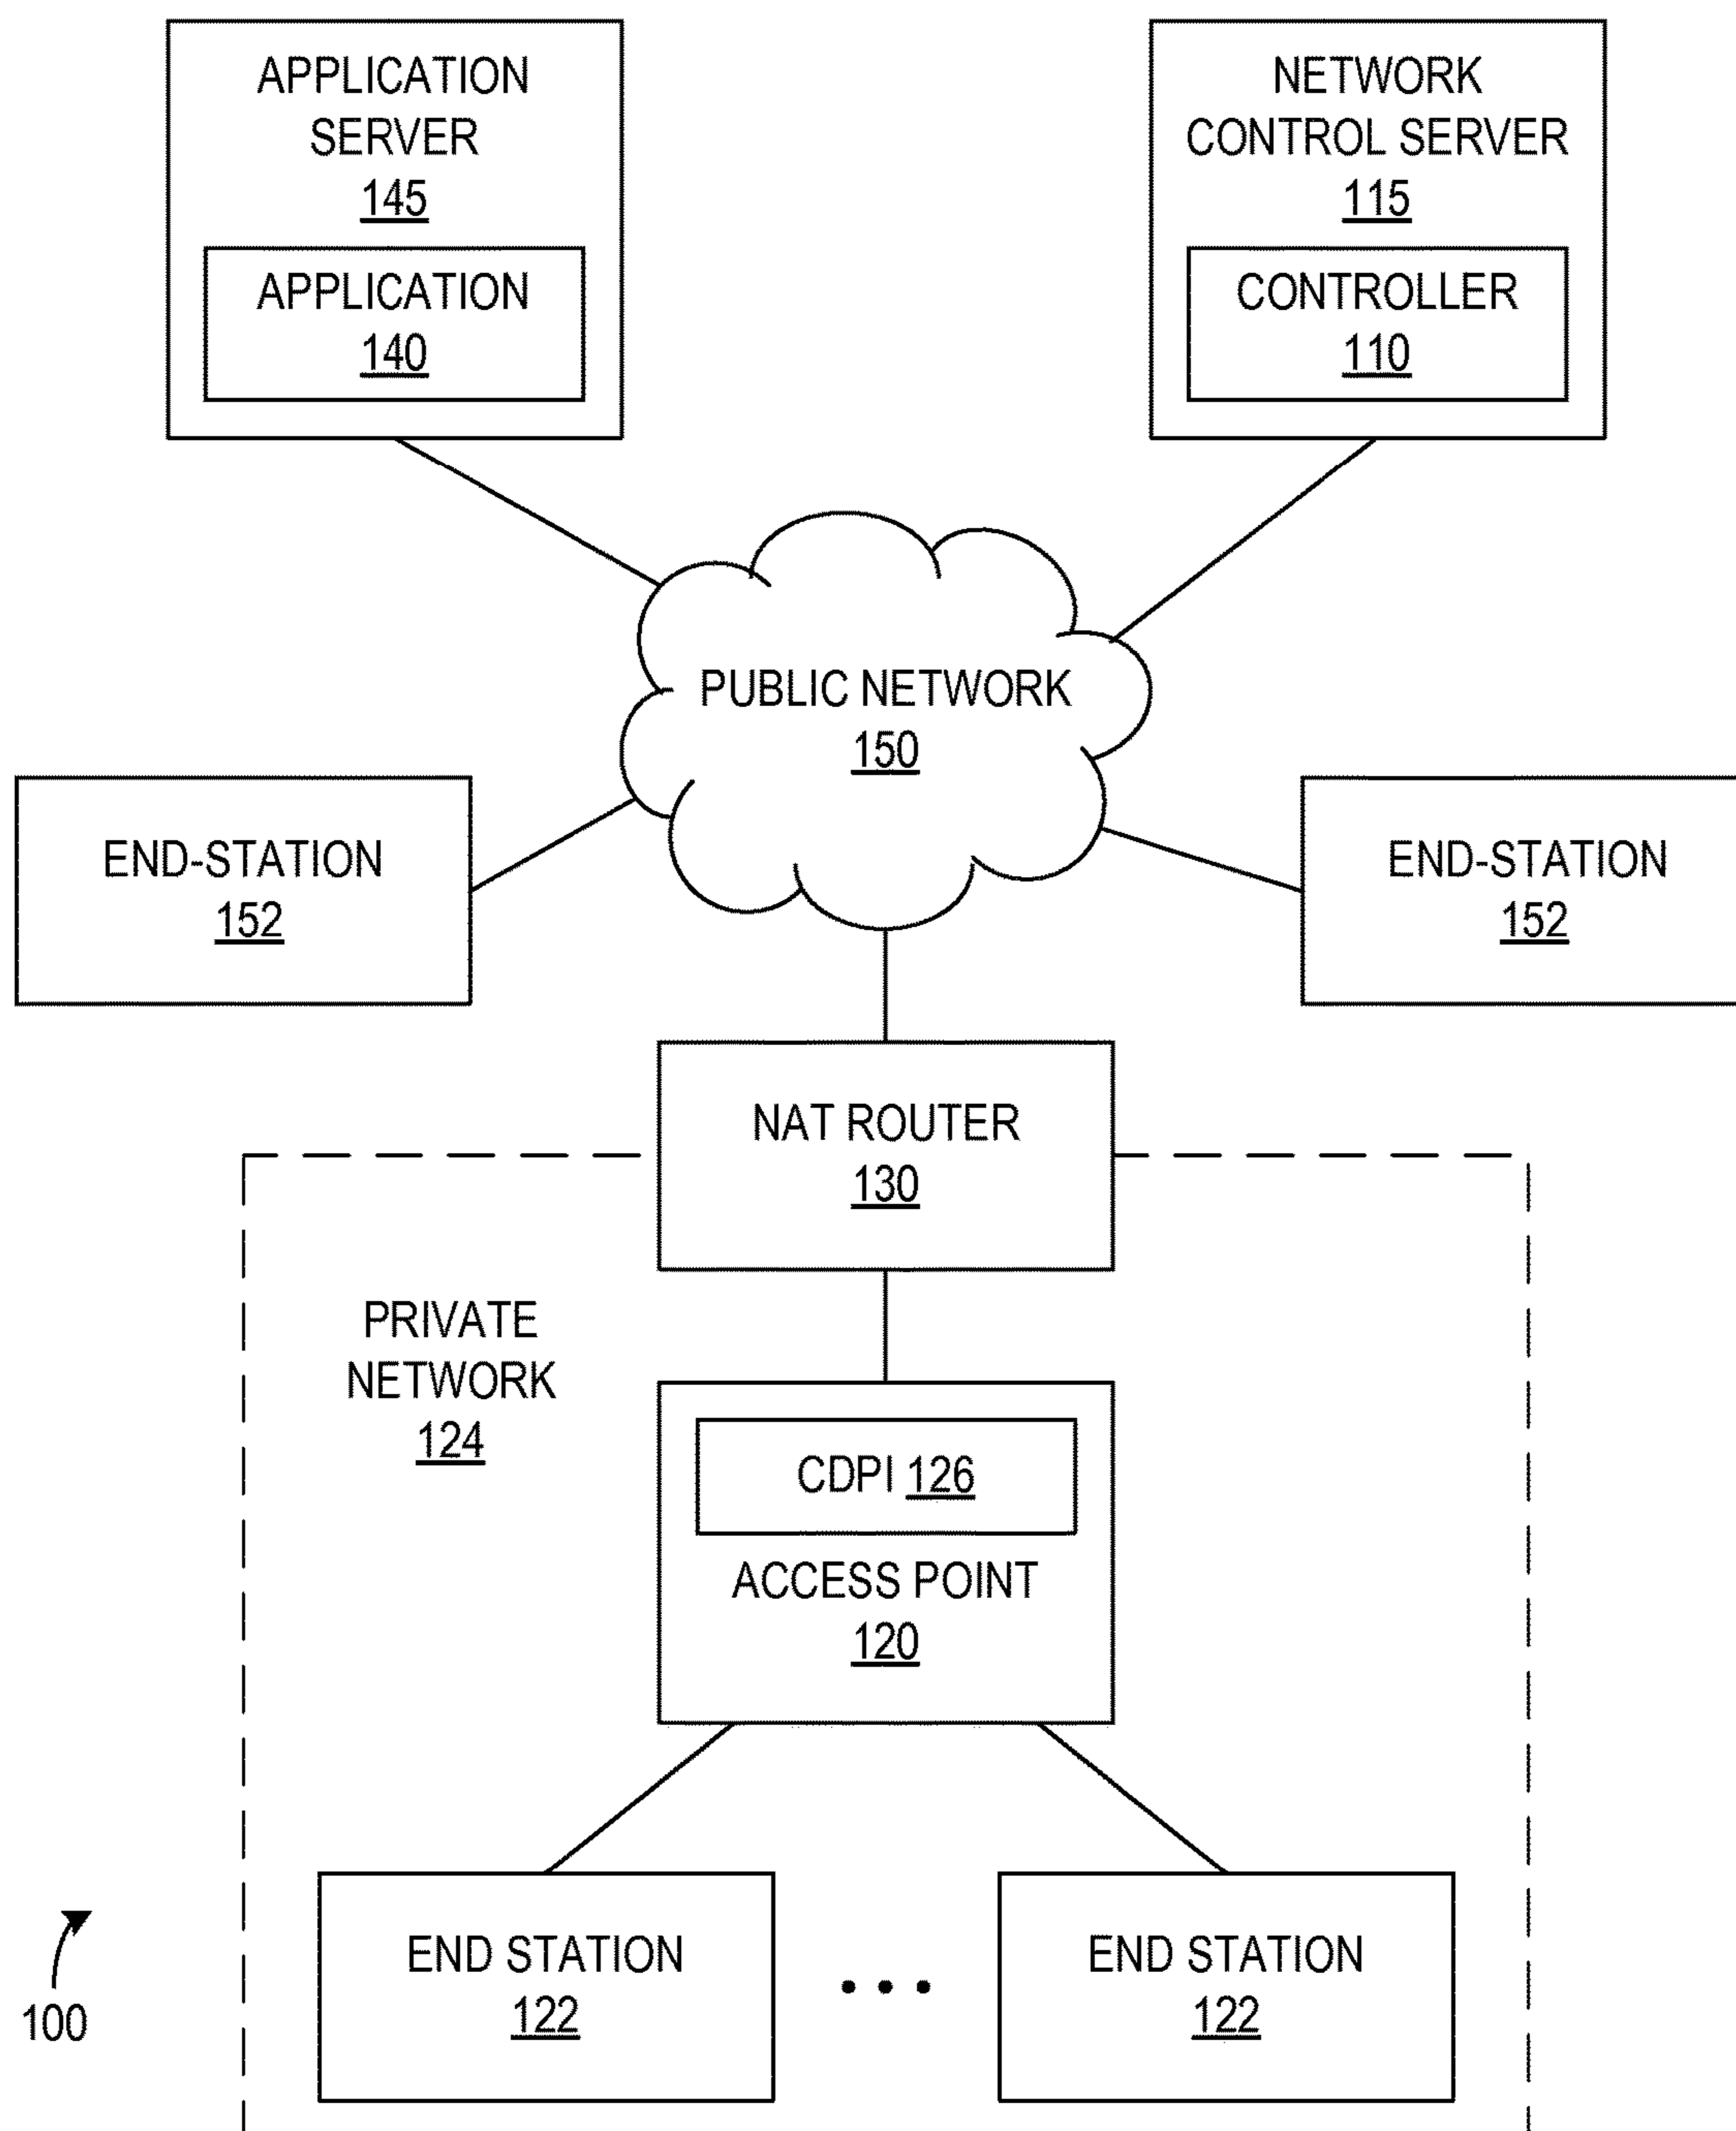 APPLICATION
SERVER
145
APPLICATION
140
NETWORK
CONTROL SERVER
115
CONTROLLER
110
PUBLIC NETWORK
150
END-STATION
152
END-STATION
152
NAT ROUTER
130
PRIVATE
NETWORK
124
CDPI 126
ACCESS POINT
120
END STATION
122
END STATION
122
100